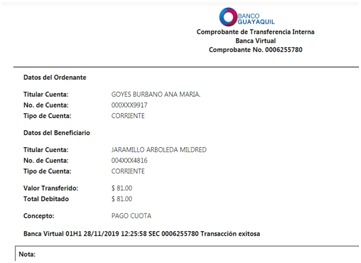 BANCO
GUAYAQUIL
Comprobante de Transferencia Interna
Banca Virtual
Comprobante No. 0006255780
Datos del Ordenante
Titular Cuenta: GOYES BURBANO ANA MARIA.
No. de Cuenta: 000XXX9917
Tipo de Cuenta: CORRIENTE
Datos del Beneficiario
Titular Cuenta: JARAMILLO ARBOLEDA MILDRED
No. de Cuenta: 004XXX4816
Tipo de Cuenta: CORRIENTE
Valor Transferido: $ 81.00
Total Debitado $ 81.00
Concepto: PAGO CUOTA
Banca Virtual 01H1 28/11/2019 12:25:58 SEC 0006255780 Transacción exitosa
Nota: